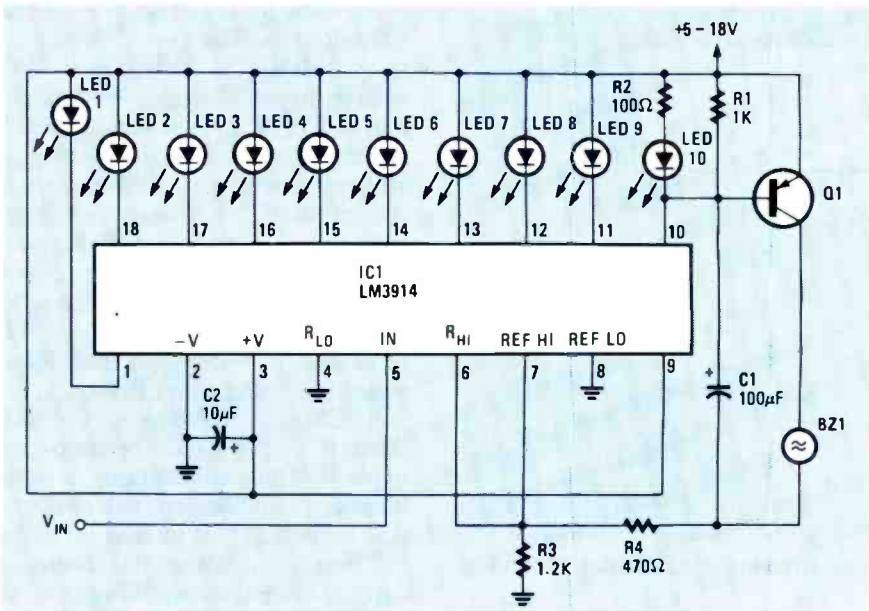 +5 – 18V
LED
1
LED 2
LED 3
LED 4
LED 5
LED 6
LED 7
LED 8
LED 9
R2
100Ω
LED
10
R1
1K
Q1
18
17
16
15
14
13
12
11
10
IC1
LM3914
–V
+V
RLO
IN
RHI
REF HI
REF LO
1
2
3
4
5
6
7
8
9
C2
10µF
+
+
C1
100µF
BZ1
≈
VIN
R3
1.2K
R4
470Ω